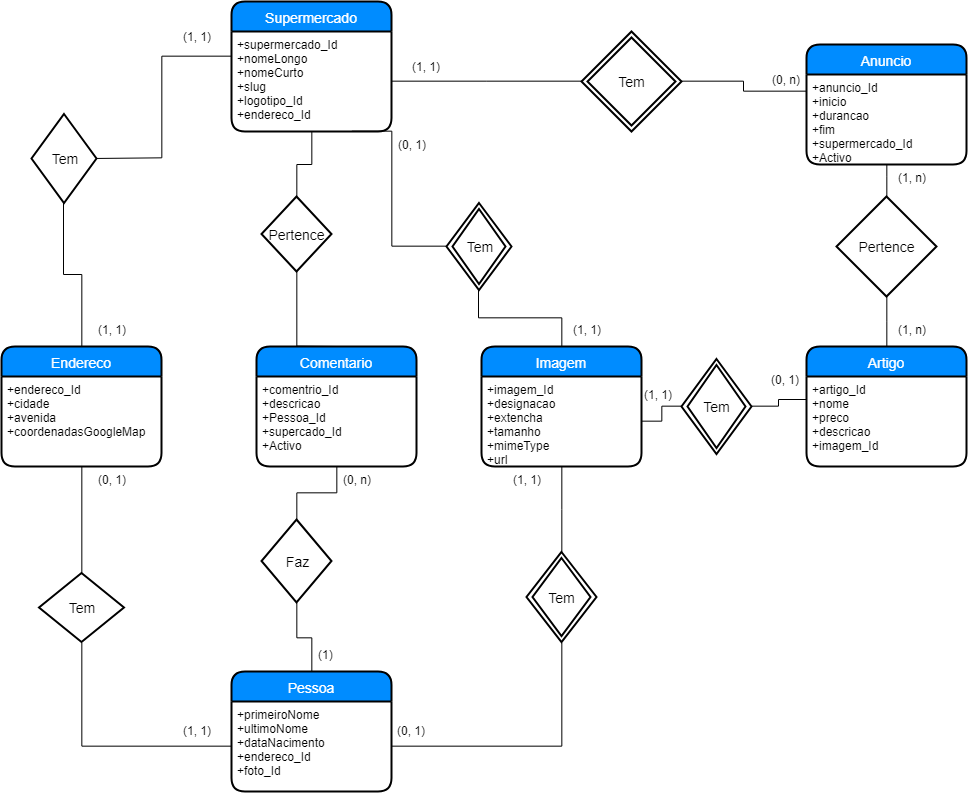 Supermercado
+supermercado_Id
+nomeLongo
+nomeCurto
+slug
+logotipo_Id
+endereco_Id
(1, 1)
(1, 1)
Tem
(0, n)
Anuncio
+anuncio_Id
+inicio
+durancao
+fim
+supermercado_Id
+Activo
(0, 1)
Tem
(1, n)
Pertence
Tem
Pertence
(1, 1)
(1, 1)
(1, n)
Endereco
+endereco_Id
+cidade
+avenida
+coordenadasGoogleMap
Comentario
+comentrio_Id
+descricao
+Pessoa_Id
+supercado_Id
+Activo
Imagem
+imagem_Id
+designacao
+extencha
+tamanho
+mimeType
+url
(1, 1)
Tem
(0, 1)
Artigo
+artigo_Id
+nome
+preco
+descricao
+imagem_Id
(0, 1)
(0, n)
(1, 1)
Faz
Tem
Tem
(1)
Pessoa
+primeiroNome
+ultimoNome
+dataNacimento
+endereco_Id
+foto_Id
(1, 1)
(0, 1)